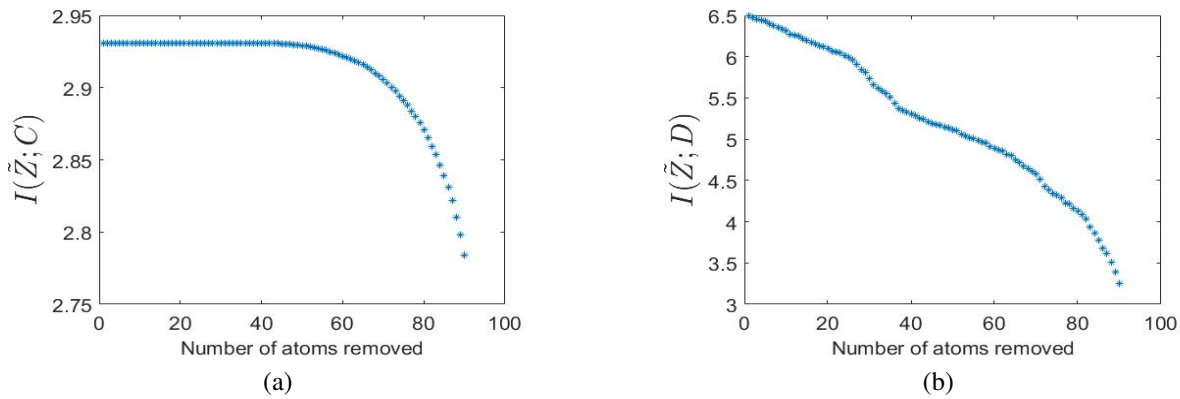 2.95
2.9
2.85
2.8
2.75
I(Z̃; C)
0 20 40 60 80 100
Number of atoms removed
(a)
6.5
6
5.5
5
4.5
4
3.5
3
I(Z̃; D)
0 20 40 60 80 100
Number of atoms removed
(b)